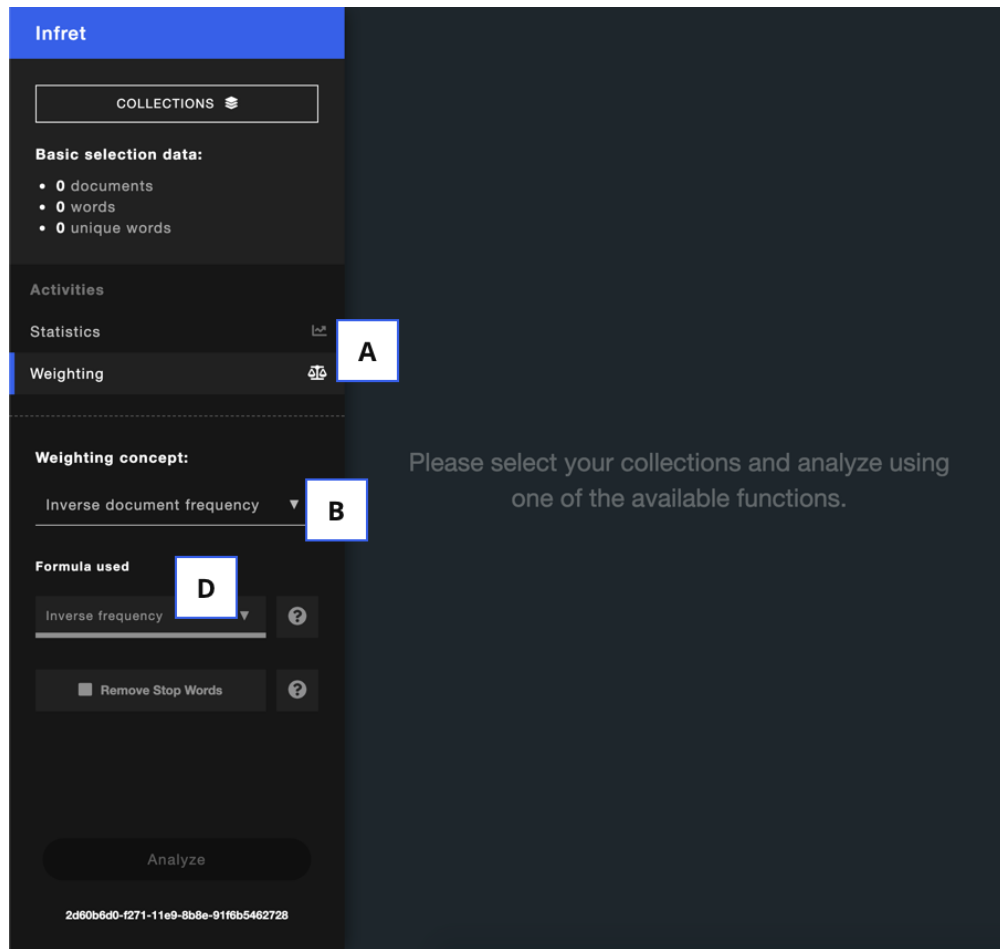 Infret
COLLECTIONS
Basic selection data:
• 0 documents
• 0 words
• 0 unique words
Activities
Statistics
A
Weighting
Weighting concept:
Inverse document frequency ▼
B
Formula used
D
Inverse frequency ▼ ?
Remove Stop Words ?
Analyze
2d60b6d0-f271-11e9-8b8e-91f6b5462728
Please select your collections and analyze using
one of the available functions.